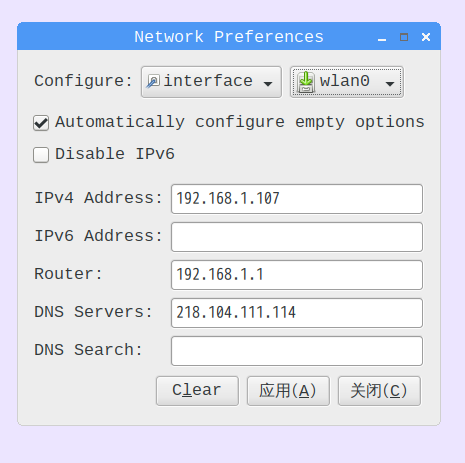 Network Preferences
Configure: interface wlan0
Automatically configure empty options
Disable IPv6
IPv4 Address: 192.168.1.107
IPv6 Address:
Router: 192.168.1.1
DNS Servers: 218.104.111.114
DNS Search:
Clear 应用(A) 关闭(C)